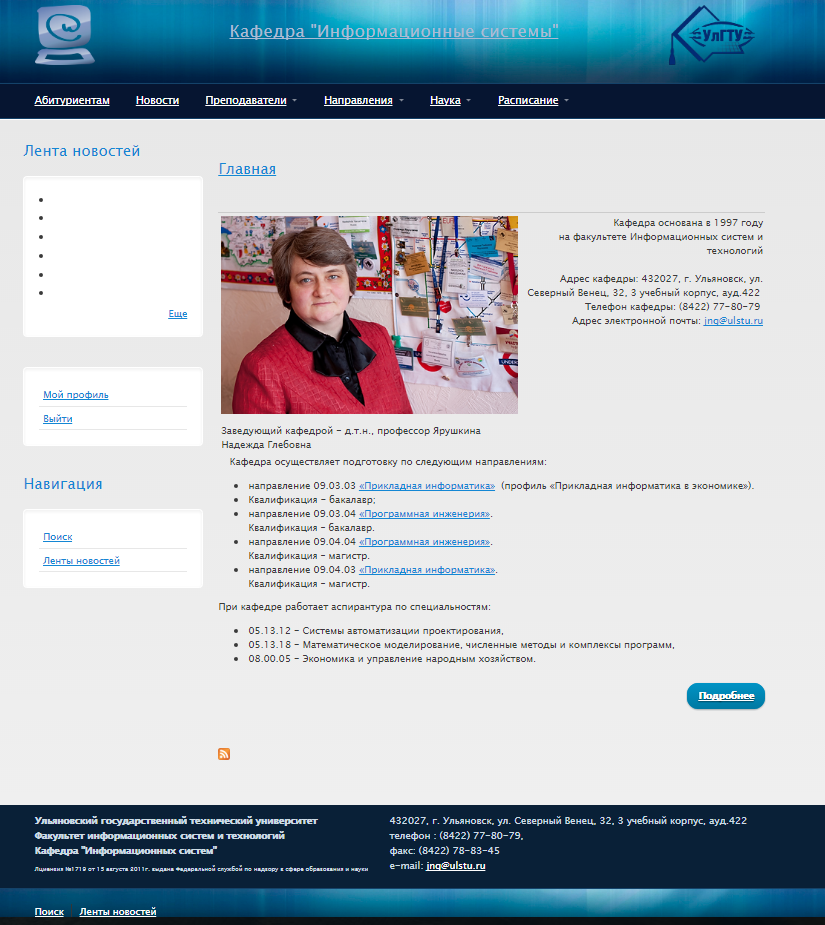 Кафедра "Информационные системы"
УлГТУ
Абитуриентам Новости Преподаватели Направления Наука Расписание
Лента новостей
Еще
Мой профиль
Выйти
Навигация
Поиск
Ленты новостей
Главная
Кафедра основана в 1997 году
на факультете Информационных систем и
технологий
Адрес кафедры: 432027, г. Ульяновск, ул.
Северный Венец, 32, 3 учебный корпус, ауд.422
Телефон кафедры: (8422) 77-80-79
Адрес электронной почты: jng@ulstu.ru
Заведующий кафедрой – д.т.н., профессор Ярушкина
Надежда Глебовна
Кафедра осуществляет подготовку по следующим направлениям:
направление 09.03.03 «Прикладная информатика» (профиль «Прикладная информатика в экономике»).
Квалификация – бакалавр;
направление 09.03.04 «Программная инженерия».
Квалификация – бакалавр.
направление 09.04.04 «Программная инженерия».
Квалификация – магистр.
направление 09.04.03 «Прикладная информатика».
Квалификация – магистр.
При кафедре работает аспирантура по специальностям:
05.13.12 – Системы автоматизации проектирования,
05.13.18 – Математическое моделирование, численные методы и комплексы программ,
08.00.05 – Экономика и управление народным хозяйством.
Подробнее
Ульяновский государственный технический университет
Факультет информационных систем и технологий
Кафедра "Информационных систем"
Лциензия №1719 от 15 августа 2011г. выдана Федеральной службой по надзору в сфере образования и науки
432027, г. Ульяновск, ул. Северный Венец, 32, 3 учебный корпус, ауд.422
телефон : (8422) 77-80-79,
факс: (8422) 78-83-45
e-mail: jng@ulstu.ru
Поиск Ленты новостей